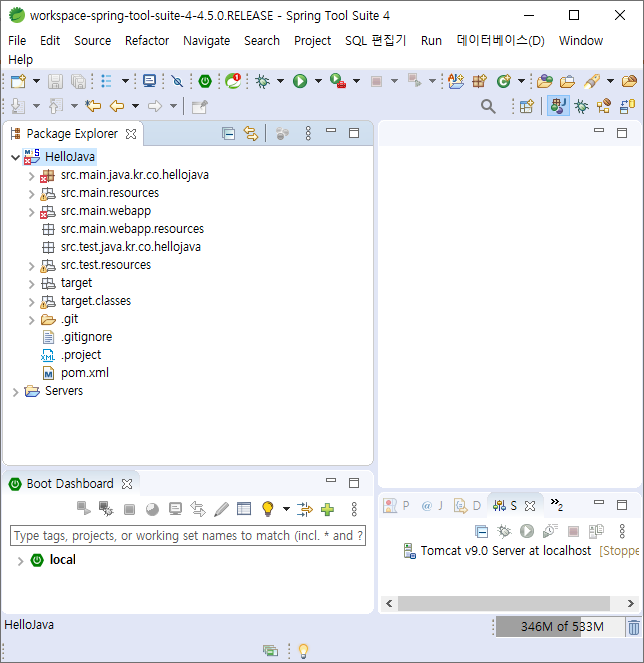 workspace-spring-tool-suite-4-4.5.0.RELEASE - Spring Tool Suite 4
File Edit Source Refactor Navigate Search Project SQL 편집기 Run 데이터베이스(D) Window
Help
Package Explorer
HelloJava
src.main.java.kr.co.hellojava
src.main.resources
src.main.webapp
src.main.webapp.resources
src.test.java.kr.co.hellojava
src.test.resources
target
target.classes
.git
.gitignore
.project
pom.xml
Servers
Boot Dashboard
Type tags, projects, or working set names to match (incl. * and ?
local
P @ J D S »2
Tomcat v9.0 Server at localhost [Stoppe
HelloJava
346M of 533M